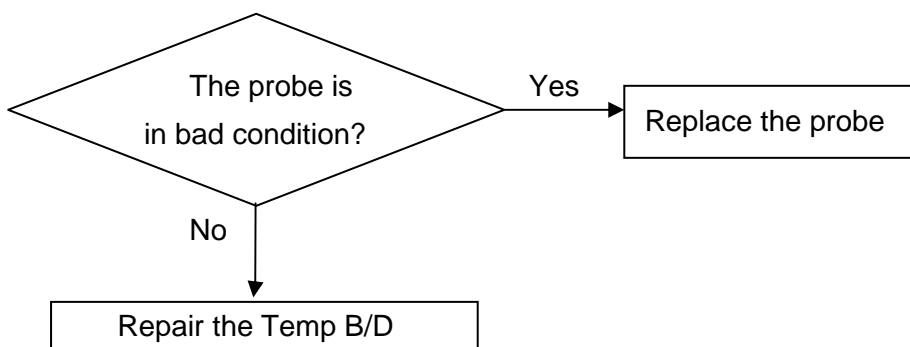 The probe is
in bad condition?
Yes
Replace the probe
No
Repair the Temp B/D